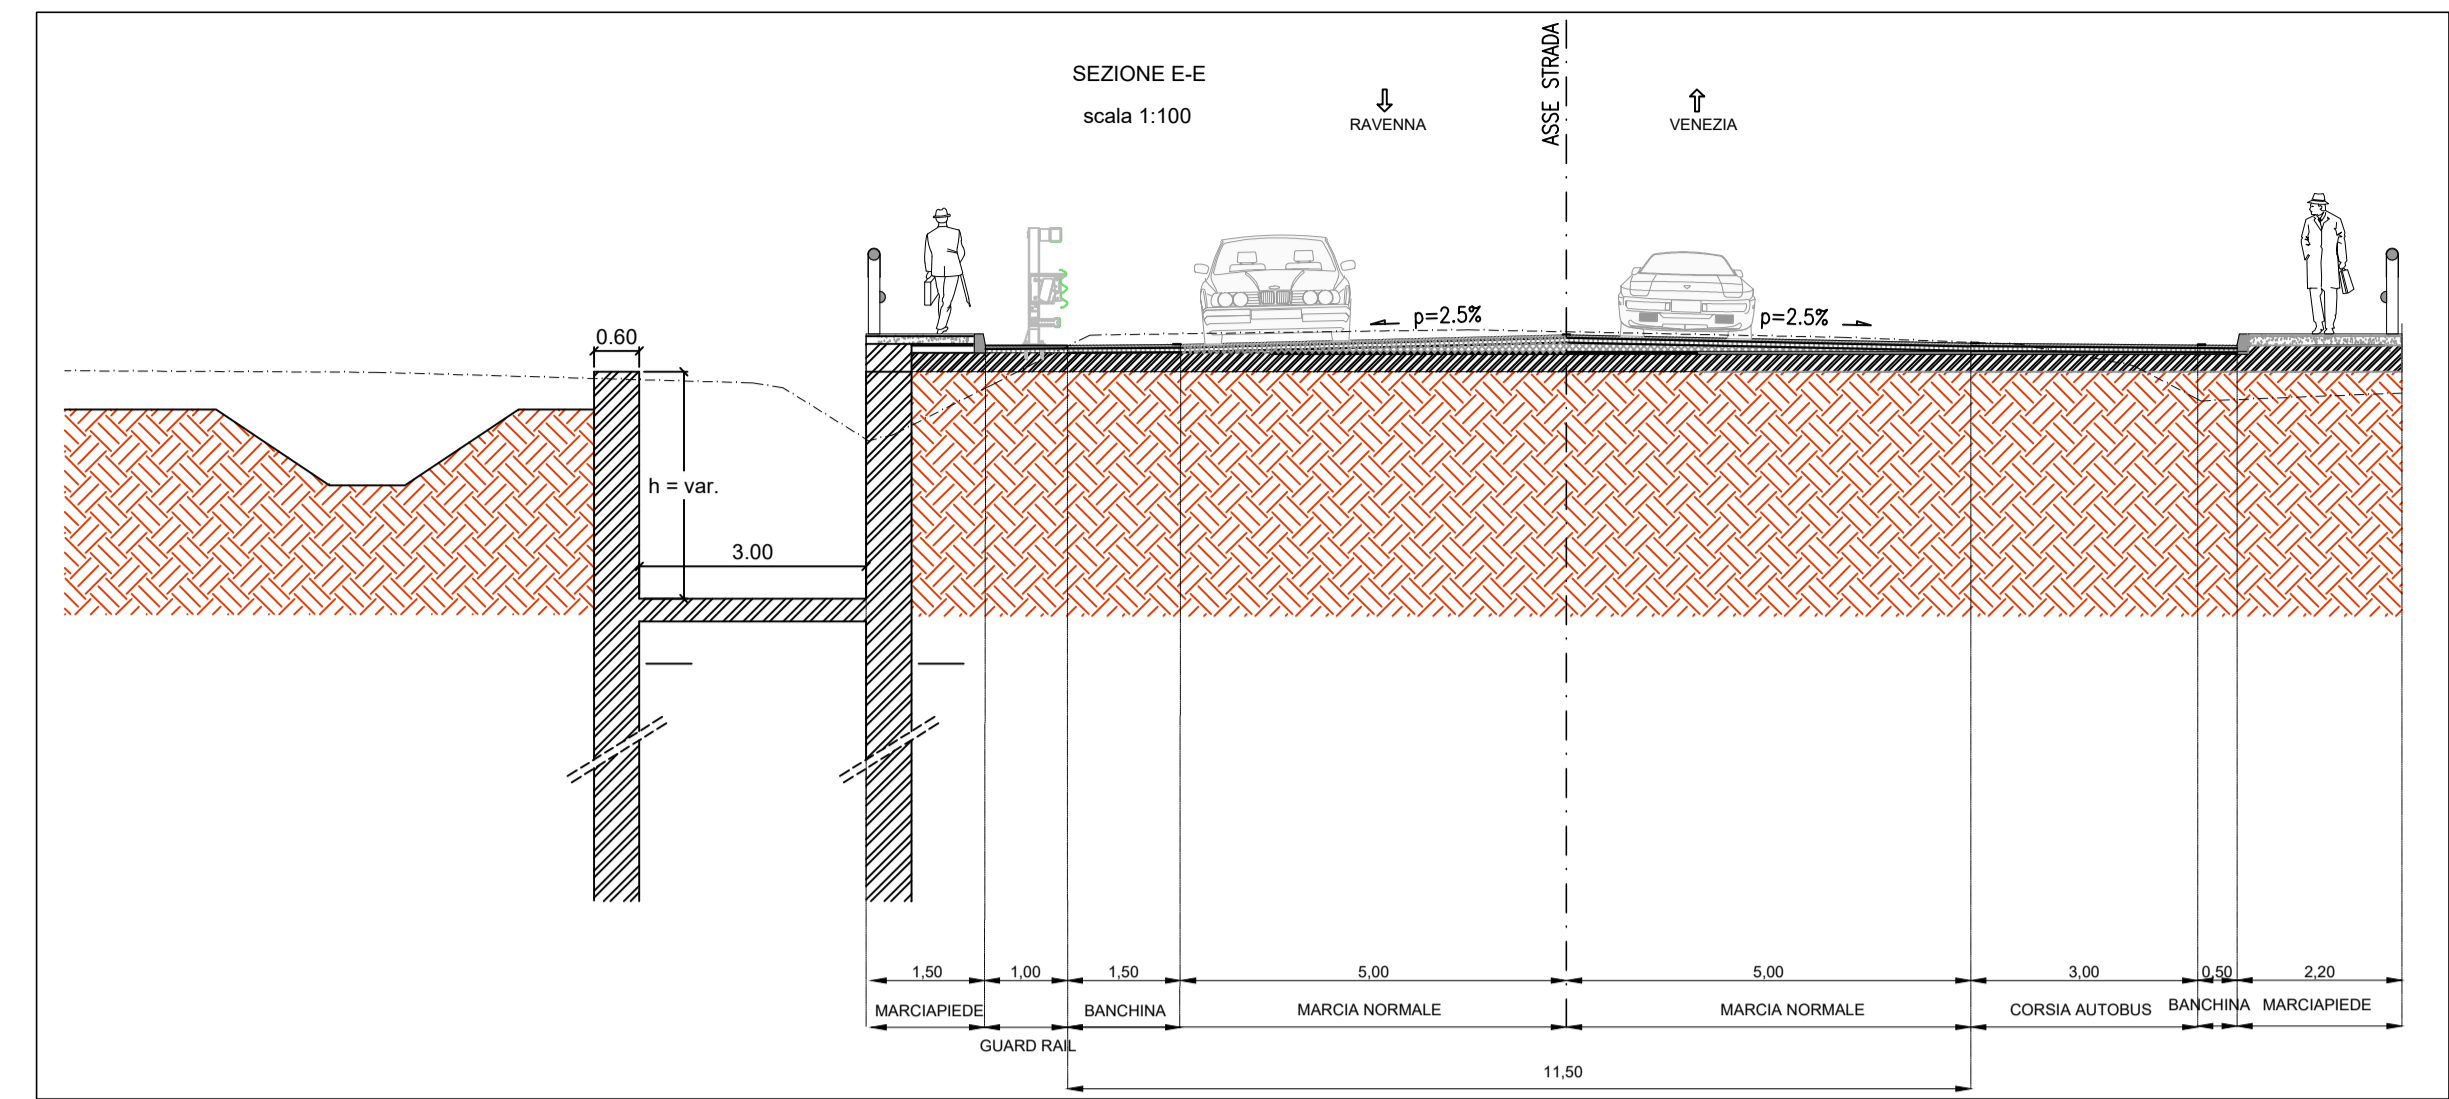 SEZIONE E-E
scala 1:100
RAVENNA
ASSE STRADA
VENEZIA
p=2.5%
p=2.5%
0.60
h = var.
3.00
1,50
1,00
1,50
5,00
5,00
3,00
0,50
2,20
MARCIAPIEDE
GUARD RAIL
BANCHINA
MARCIA NORMALE
MARCIA NORMALE
CORSIA AUTOBUS
BANCHINA
MARCIAPIEDE
11,50